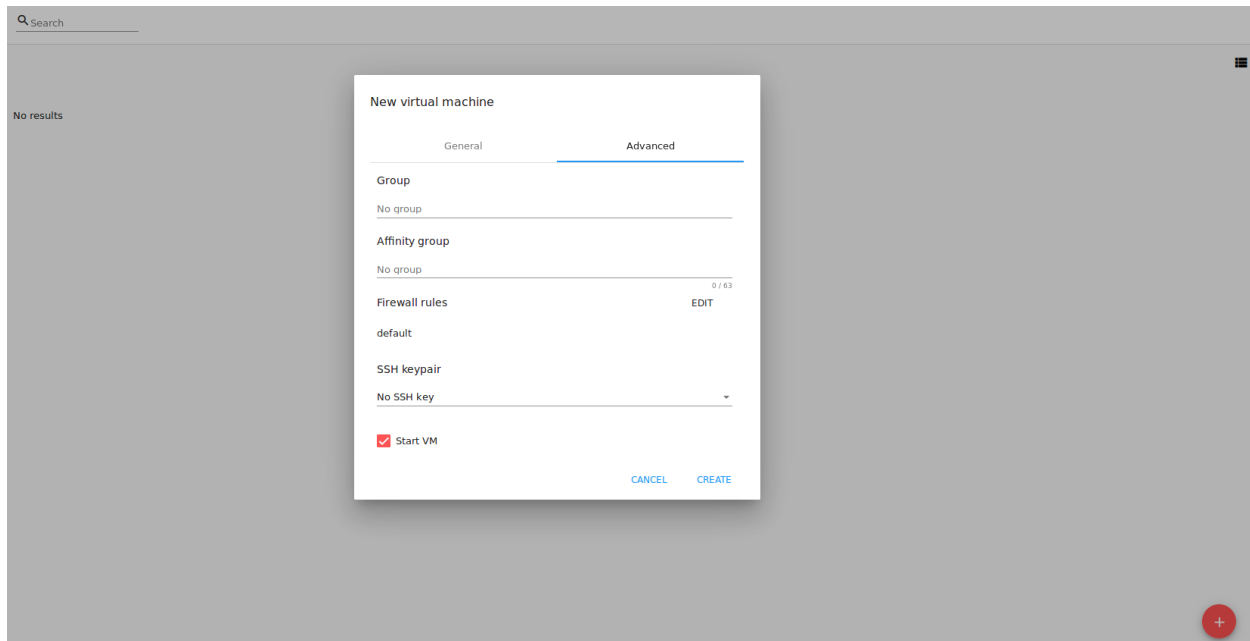 Search
No results
New virtual machine
General Advanced
Group
No group
Affinity group
No group
0 / 63
Firewall rules EDIT
default
SSH keypair
No SSH key
Start VM
CANCEL CREATE
+